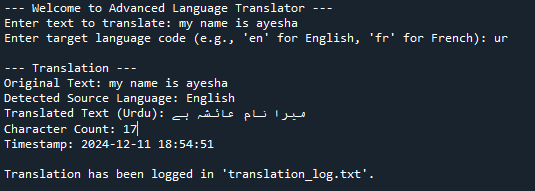 --- Welcome to Advanced Language Translator ---
Enter text to translate: my name is ayesha
Enter target language code (e.g., 'en' for English, 'fr' for French): ur
--- Translation ---
Original Text: my name is ayesha
Detected Source Language: English
Translated Text (Urdu): میرا نام عائشہ ہے
Character Count: 17
Timestamp: 2024-12-11 18:54:51
Translation has been logged in 'translation_log.txt'.